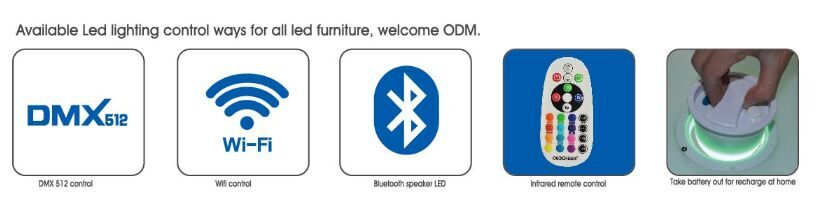 Available Led lighting control ways for all led furniture, welcome ODM.
DMX512
Wi-Fi
DMX 512 control
Wifi control
Bluetooth speaker LED
Infrared remote control
Take battery out for recharge at home